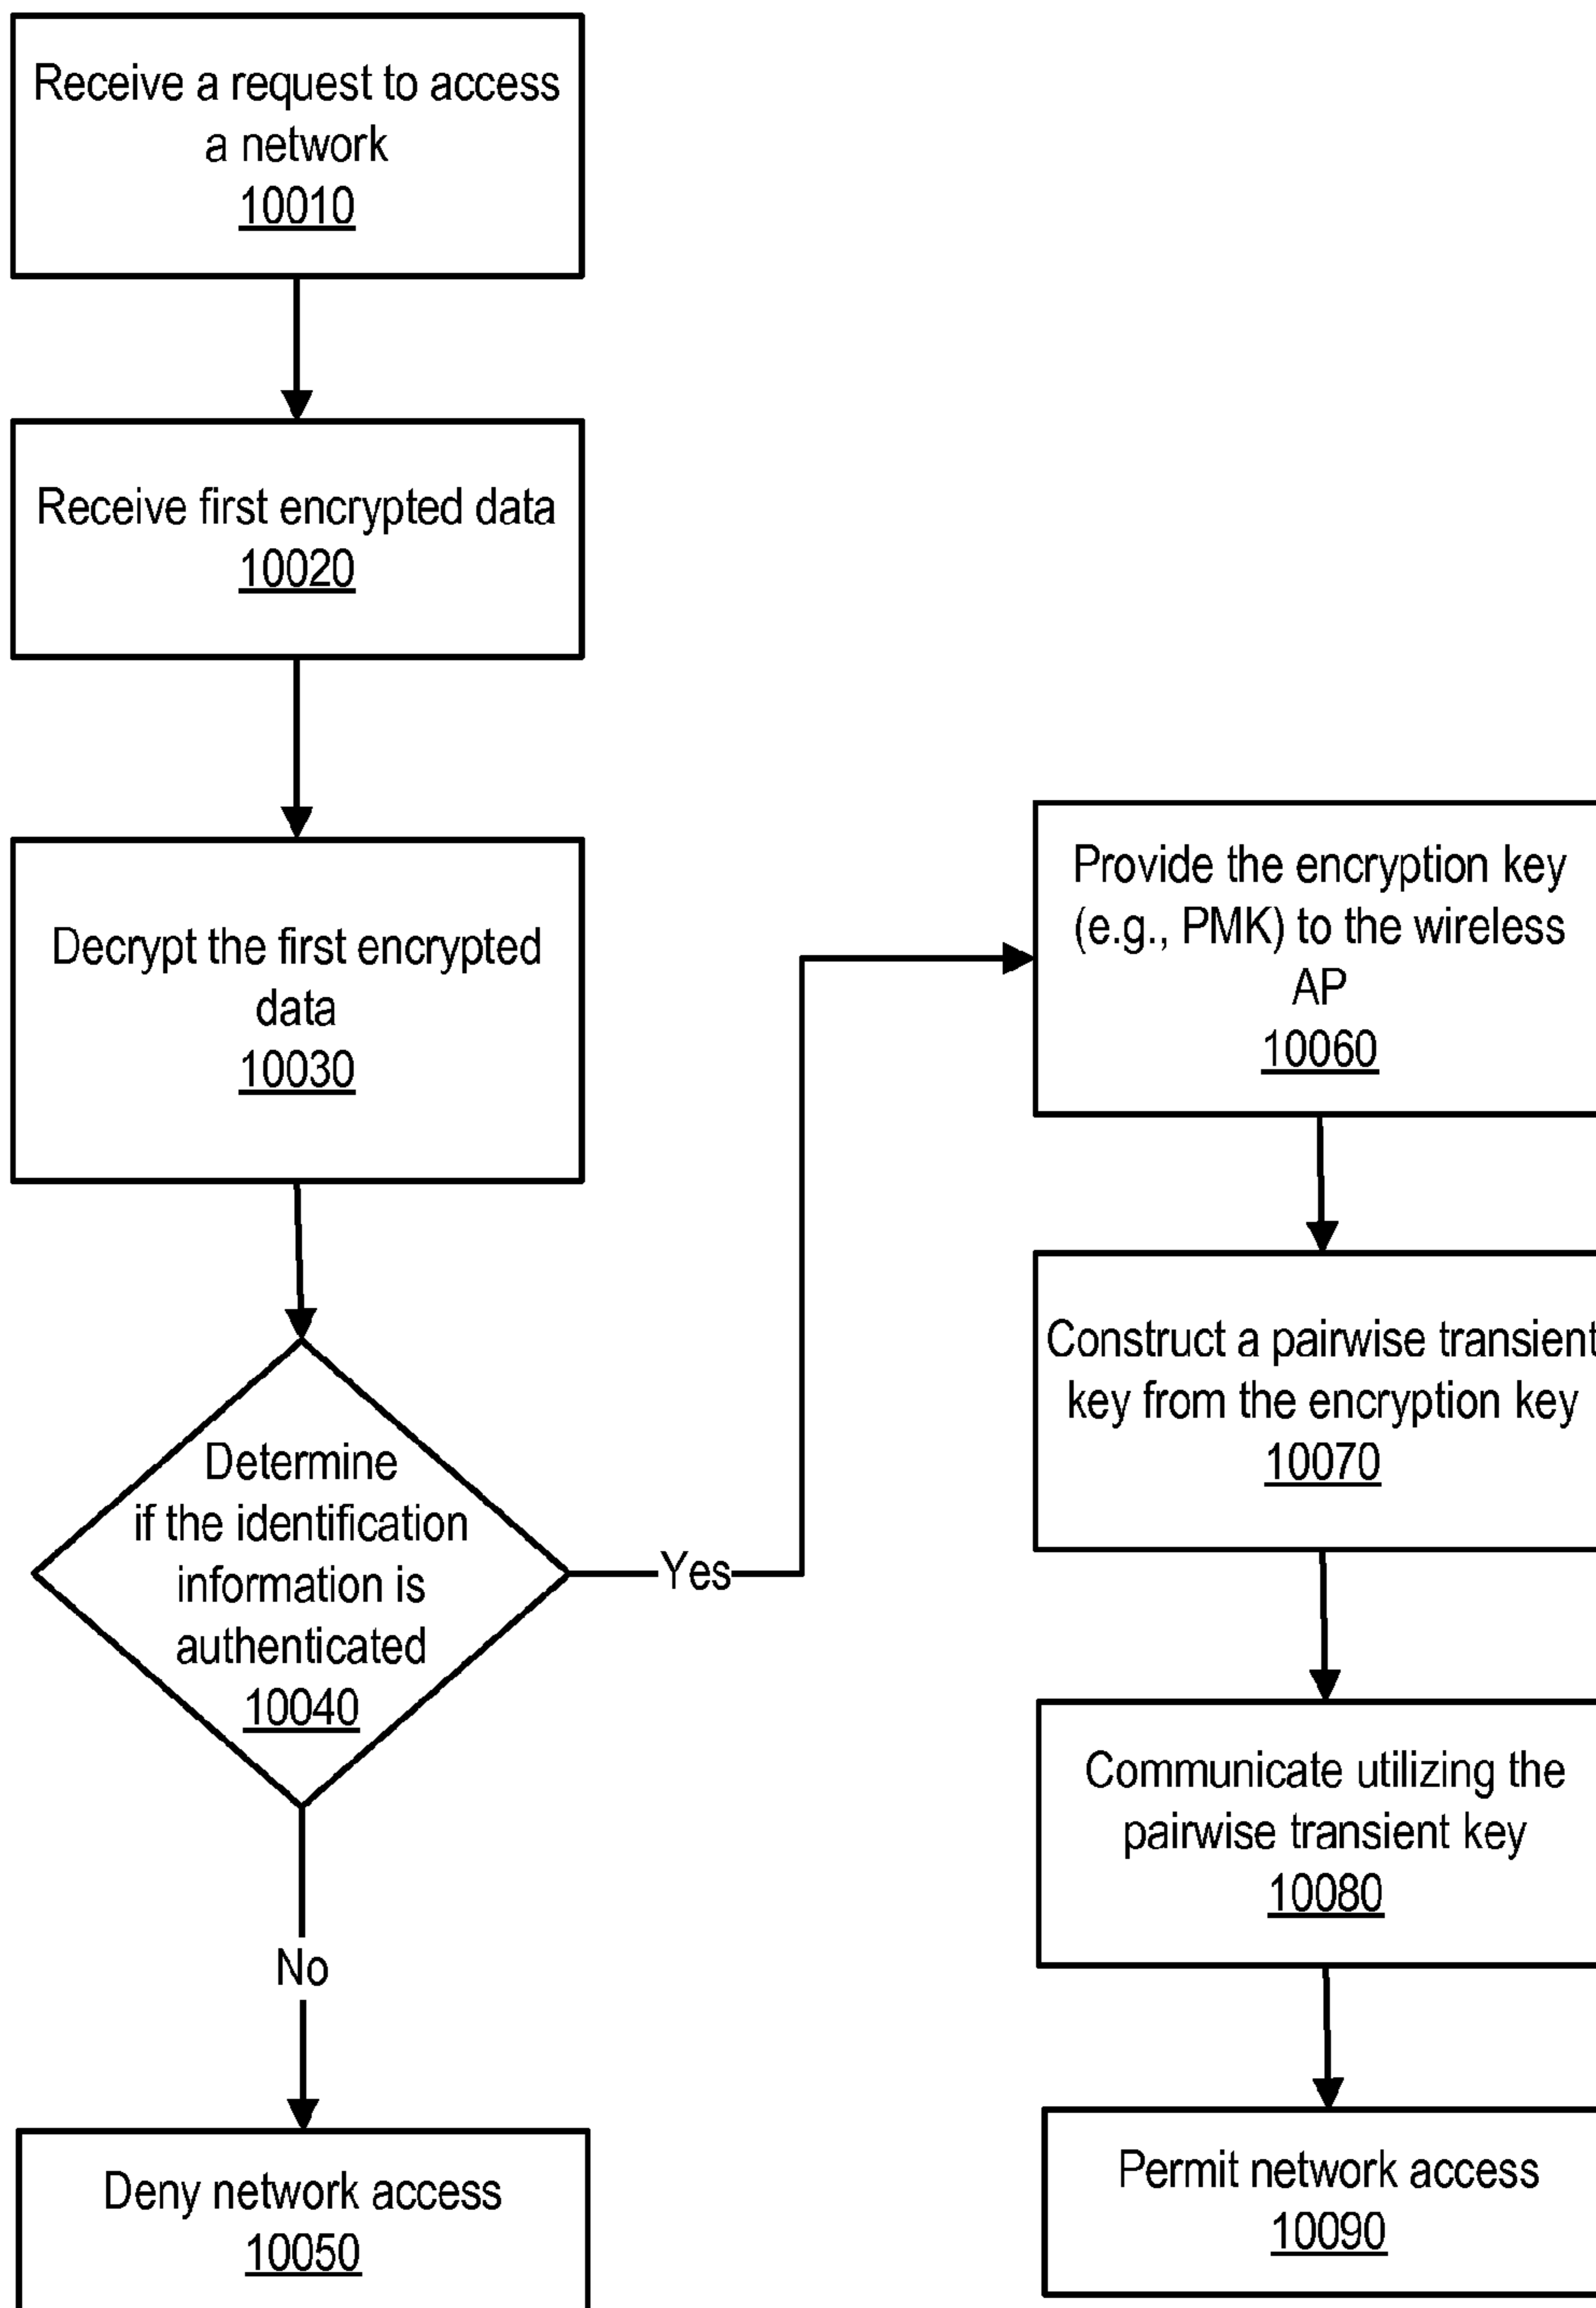 Receive a request to access
a network
10010
Receive first encrypted data
10020
Decrypt the first encrypted
data
10030
Determine
if the identification
information is
authenticated
10040
Yes
No
Deny network access
10050
Provide the encryption key
(e.g., PMK) to the wireless
AP
10060
Construct a pairwise transient
key from the encryption key
10070
Communicate utilizing the
pairwise transient key
10080
Permit network access
10090